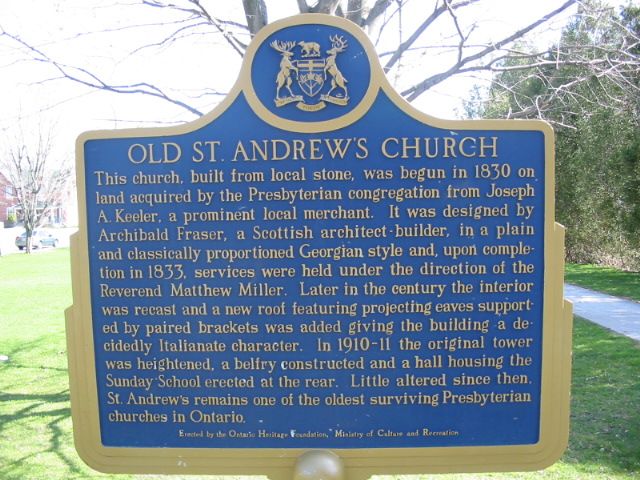 OLD ST. ANDREW'S CHURCH
This church, built from local stone, was begun in 1830 on
land acquired by the Presbyterian congregation from Joseph
A. Keeler, a prominent local merchant. It was designed by
Archibald Fraser, a Scottish architect-builder, in a plain
and classically proportioned Georgian style and, upon comple-
tion in 1833, services were held under the direction of the
Reverend Matthew Miller. Later in the century the interior
was recast and a new roof featuring projecting eaves support-
ed by paired brackets was added giving the building a de-
cidedly Italianate character. In 1910-11 the original tower
was heightened, a belfry constructed and a hall housing the
Sunday-School erected at the rear. Little altered since then,
St. Andrew's remains one of the oldest surviving Presbyterian
churches in Ontario.
Erected by the Ontario Heritage Foundation, Ministry of Culture and Recreation